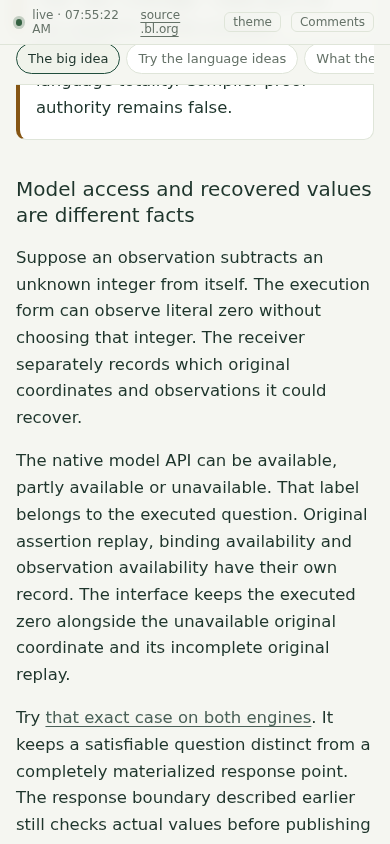 live · 07:55:22 AM
source.bl.org
theme
Comments
The big idea
Try the language ideas
What the
language totality. Compiler proof
authority remains false.
Model access and recovered values
are different facts
Suppose an observation subtracts an
unknown integer from itself. The execution
form can observe literal zero without
choosing that integer. The receiver
separately records which original
coordinates and observations it could
recover.
The native model API can be available,
partly available or unavailable. That label
belongs to the executed question. Original
assertion replay, binding availability and
observation availability have their own
record. The interface keeps the executed
zero alongside the unavailable original
coordinate and its incomplete original
replay.
Try that exact case on both engines. It
keeps a satisfiable question distinct from a
completely materialized response point.
The response boundary described earlier
still checks actual values before publishing